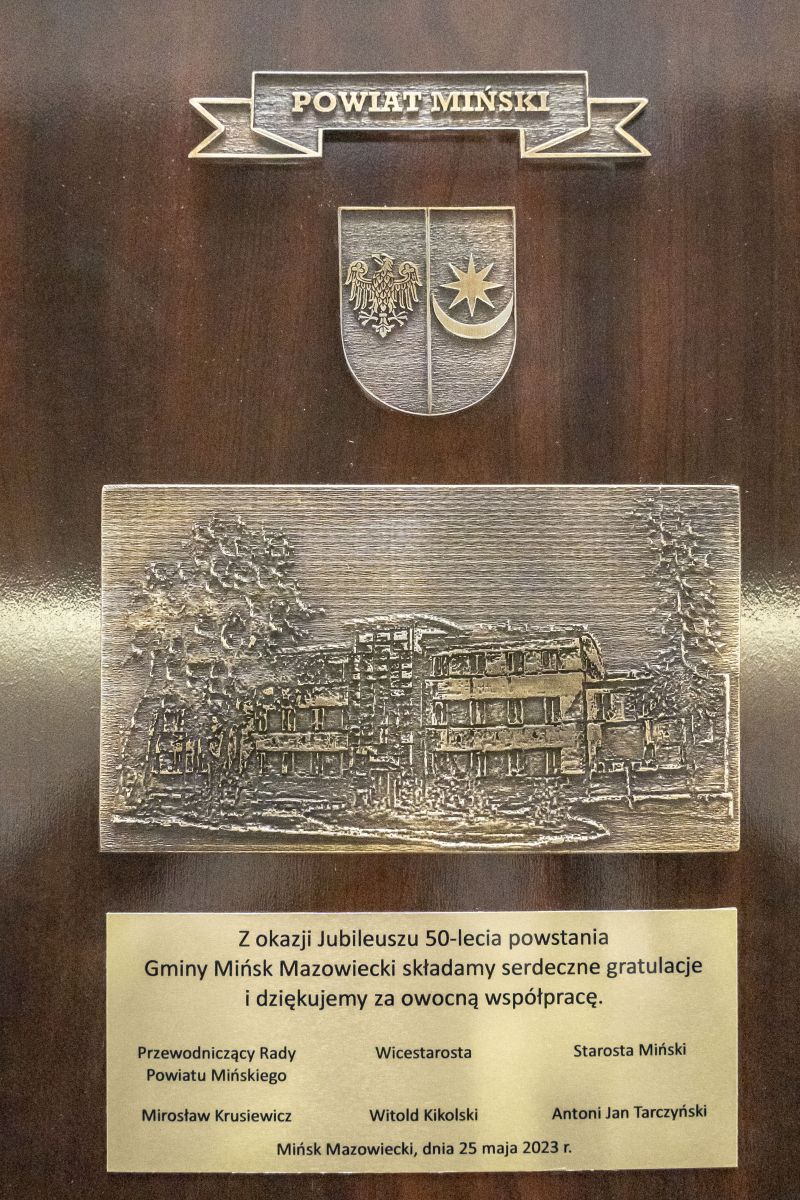 POWIAT MIŃSKI
Z okazji Jubileuszu 50-lecia powstania
Gminy Mińsk Mazowiecki składamy serdeczne gratulacje
i dziękujemy za owocną współpracę.
Przewodniczący Rady
Powiatu Mińskiego
Mirosław Krusiewicz
Wicestarosta
Witold Kikolski
Starosta Miński
Antoni Jan Tarczyński
Mińsk Mazowiecki, dnia 25 maja 2023 r.